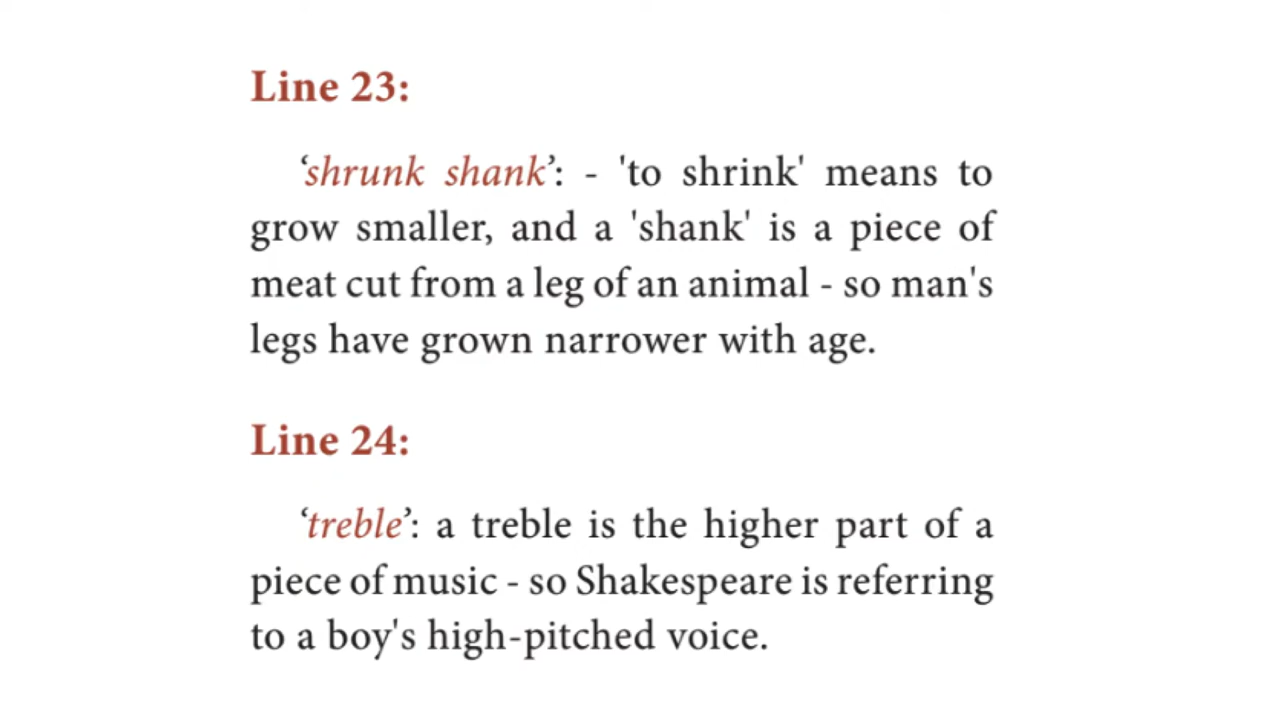 Line 23:
‘shrunk shank’: - 'to shrink' means to
grow smaller, and a 'shank' is a piece of
meat cut from a leg of an animal - so man's
legs have grown narrower with age.
Line 24:
‘treble’: a treble is the higher part of a
piece of music - so Shakespeare is referring
to a boy's high-pitched voice.